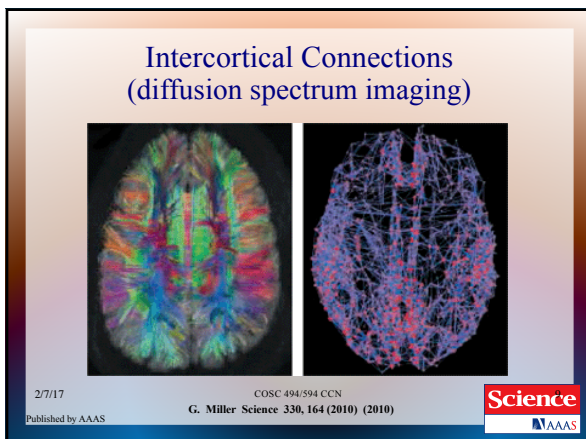 Intercortical Connections
(diffusion spectrum imaging)
2/7/17
COSC 494/594 CCN
G. Miller Science 330, 164 (2010) (2010)
Published by AAAS
Science
AAAS